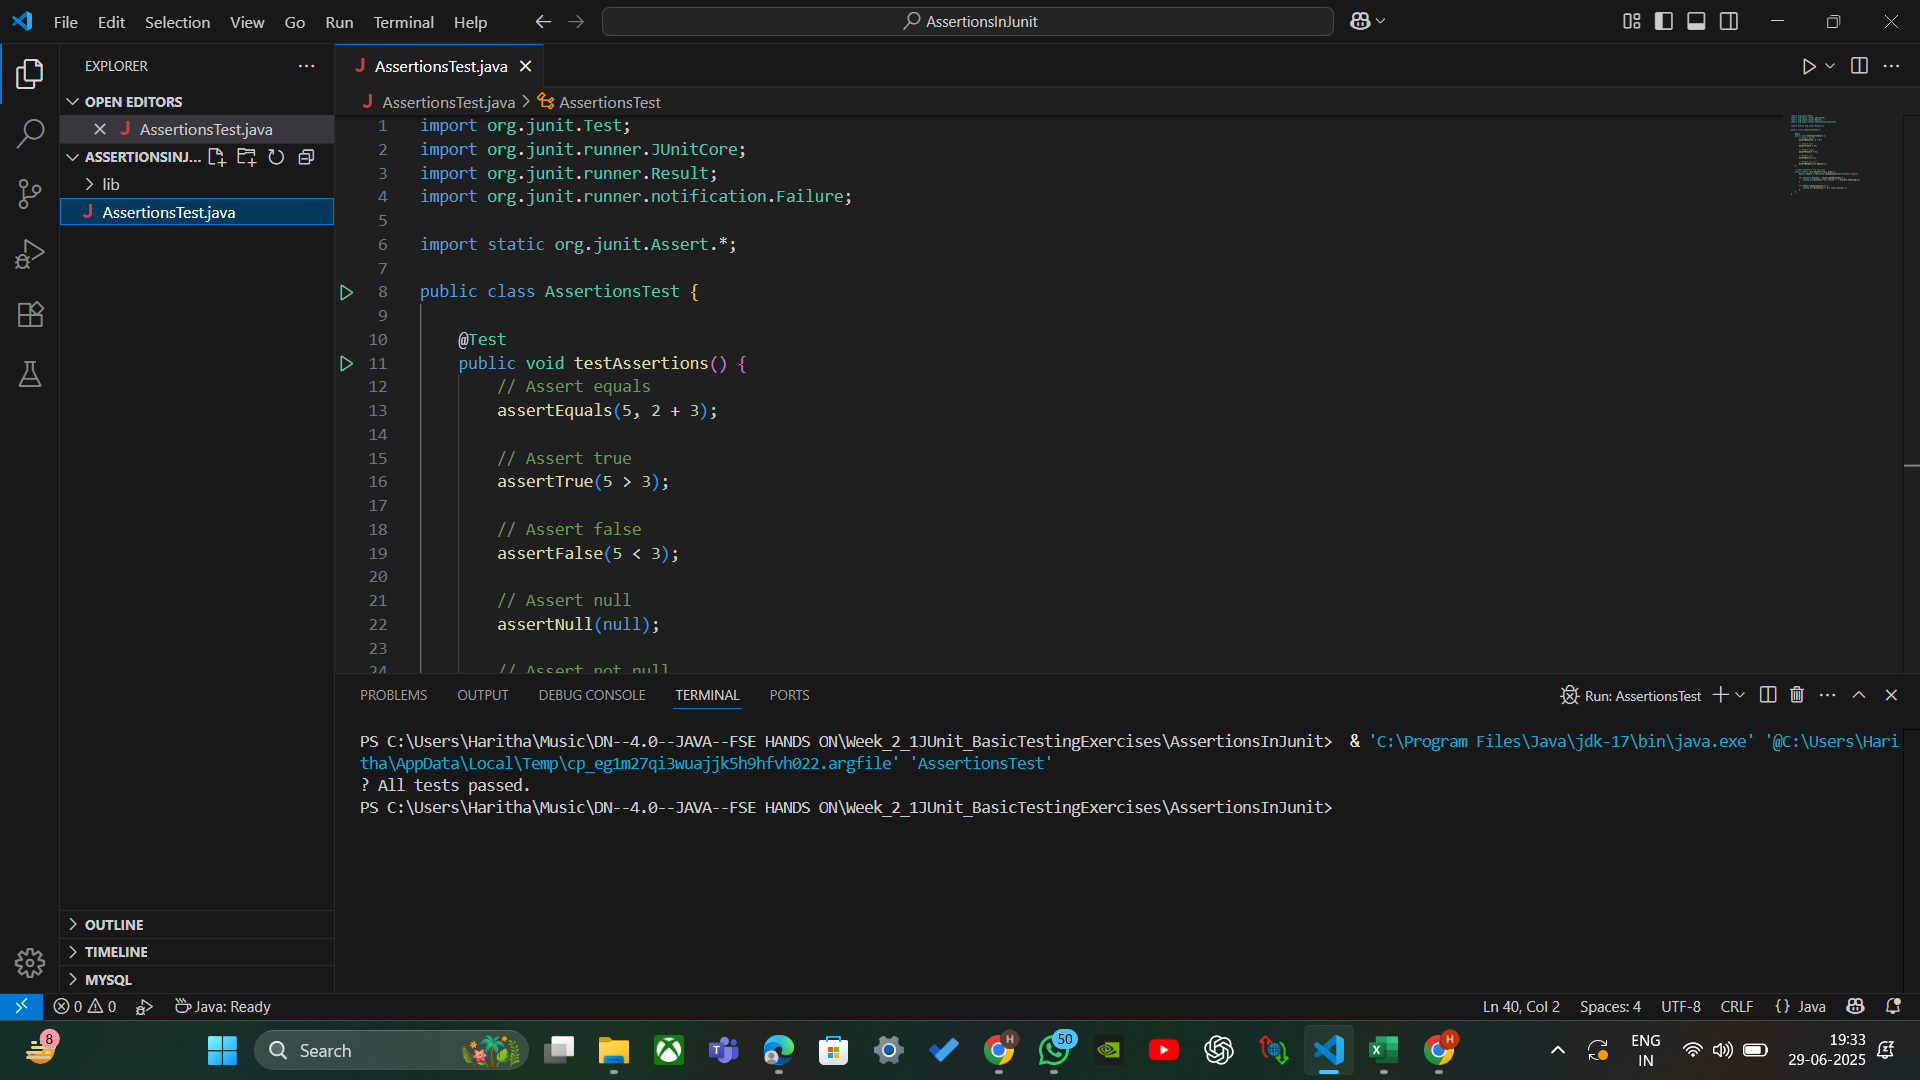 File Edit Selection View Go Run Terminal Help
AssertionsInJunit
EXPLORER
OPEN EDITORS
AssertionsTest.java
ASSERTIONSINJ...
lib
AssertionsTest.java
AssertionsTest.java
AssertionsTest.java > AssertionsTest
1 import org.junit.Test;
2 import org.junit.runner.JUnitCore;
3 import org.junit.runner.Result;
4 import org.junit.runner.notification.Failure;
5
6 import static org.junit.Assert.*;
7
8 public class AssertionsTest {
9
10 @Test
11 public void testAssertions() {
12 // Assert equals
13 assertEquals(5, 2 + 3);
14
15 // Assert true
16 assertTrue(5 > 3);
17
18 // Assert false
19 assertFalse(5 < 3);
20
21 // Assert null
22 assertNull(null);
23
24 // Assert not null
PROBLEMS OUTPUT DEBUG CONSOLE TERMINAL PORTS
Run: AssertionsTest
PS C:\Users\Haritha\Music\DN--4.0--JAVA--FSE HANDS ON\Week_2_1JUnit_BasicTestingExercises\AssertionsInJunit> & 'C:\Program Files\Java\jdk-17\bin\java.exe' '@C:\Users\Hari
tha\AppData\Local\Temp\cp_eg1m27qi3wuajjk5h9hfvh022.argfile' 'AssertionsTest'
? All tests passed.
PS C:\Users\Haritha\Music\DN--4.0--JAVA--FSE HANDS ON\Week_2_1JUnit_BasicTestingExercises\AssertionsInJunit>
OUTLINE
TIMELINE
MYSQL
0 0 Java: Ready
Ln 40, Col 2 Spaces: 4 UTF-8 CRLF {} Java
8
Search
H
50
H
ENG
IN
19:33
29-06-2025